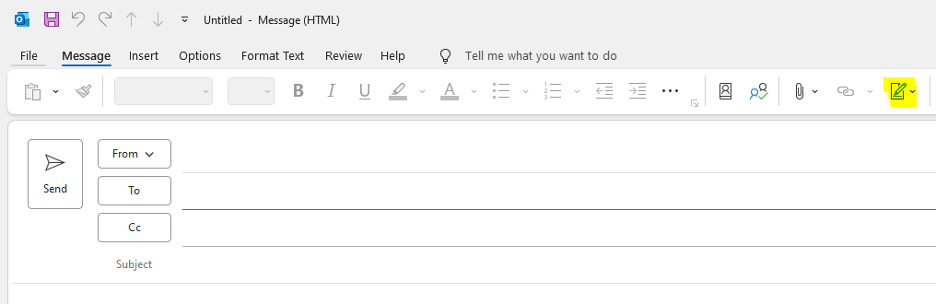 Untitled - Message (HTML)
File Message Insert Options Format Text Review Help Tell me what you want to do
B I U A
From
Send
To
Cc
Subject